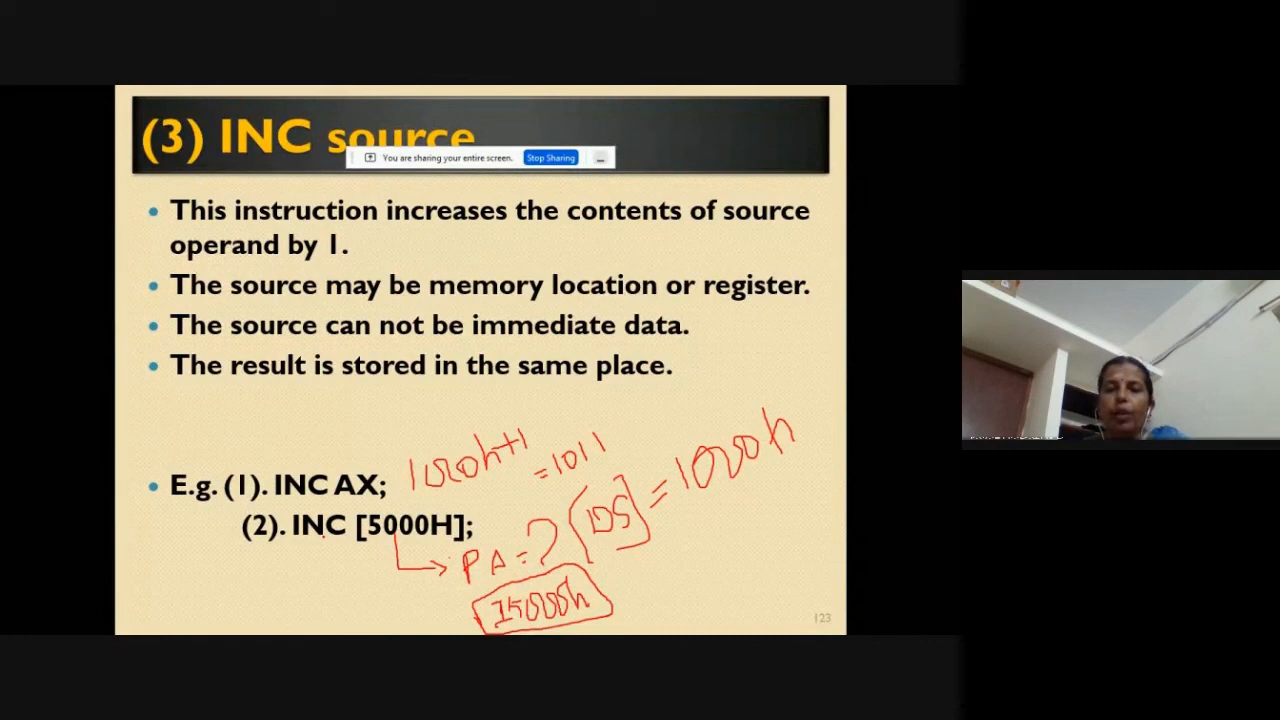 (3) INC source
You are sharing your entire screen. Stop Sharing
• This instruction increases the contents of source
operand by 1.
• The source may be memory location or register.
• The source can not be immediate data.
• The result is stored in the same place.
• E.g. (1). INC AX;
=1011
(2). INC [5000H];
[DS] = 1000h
PA = ?
15000h
123